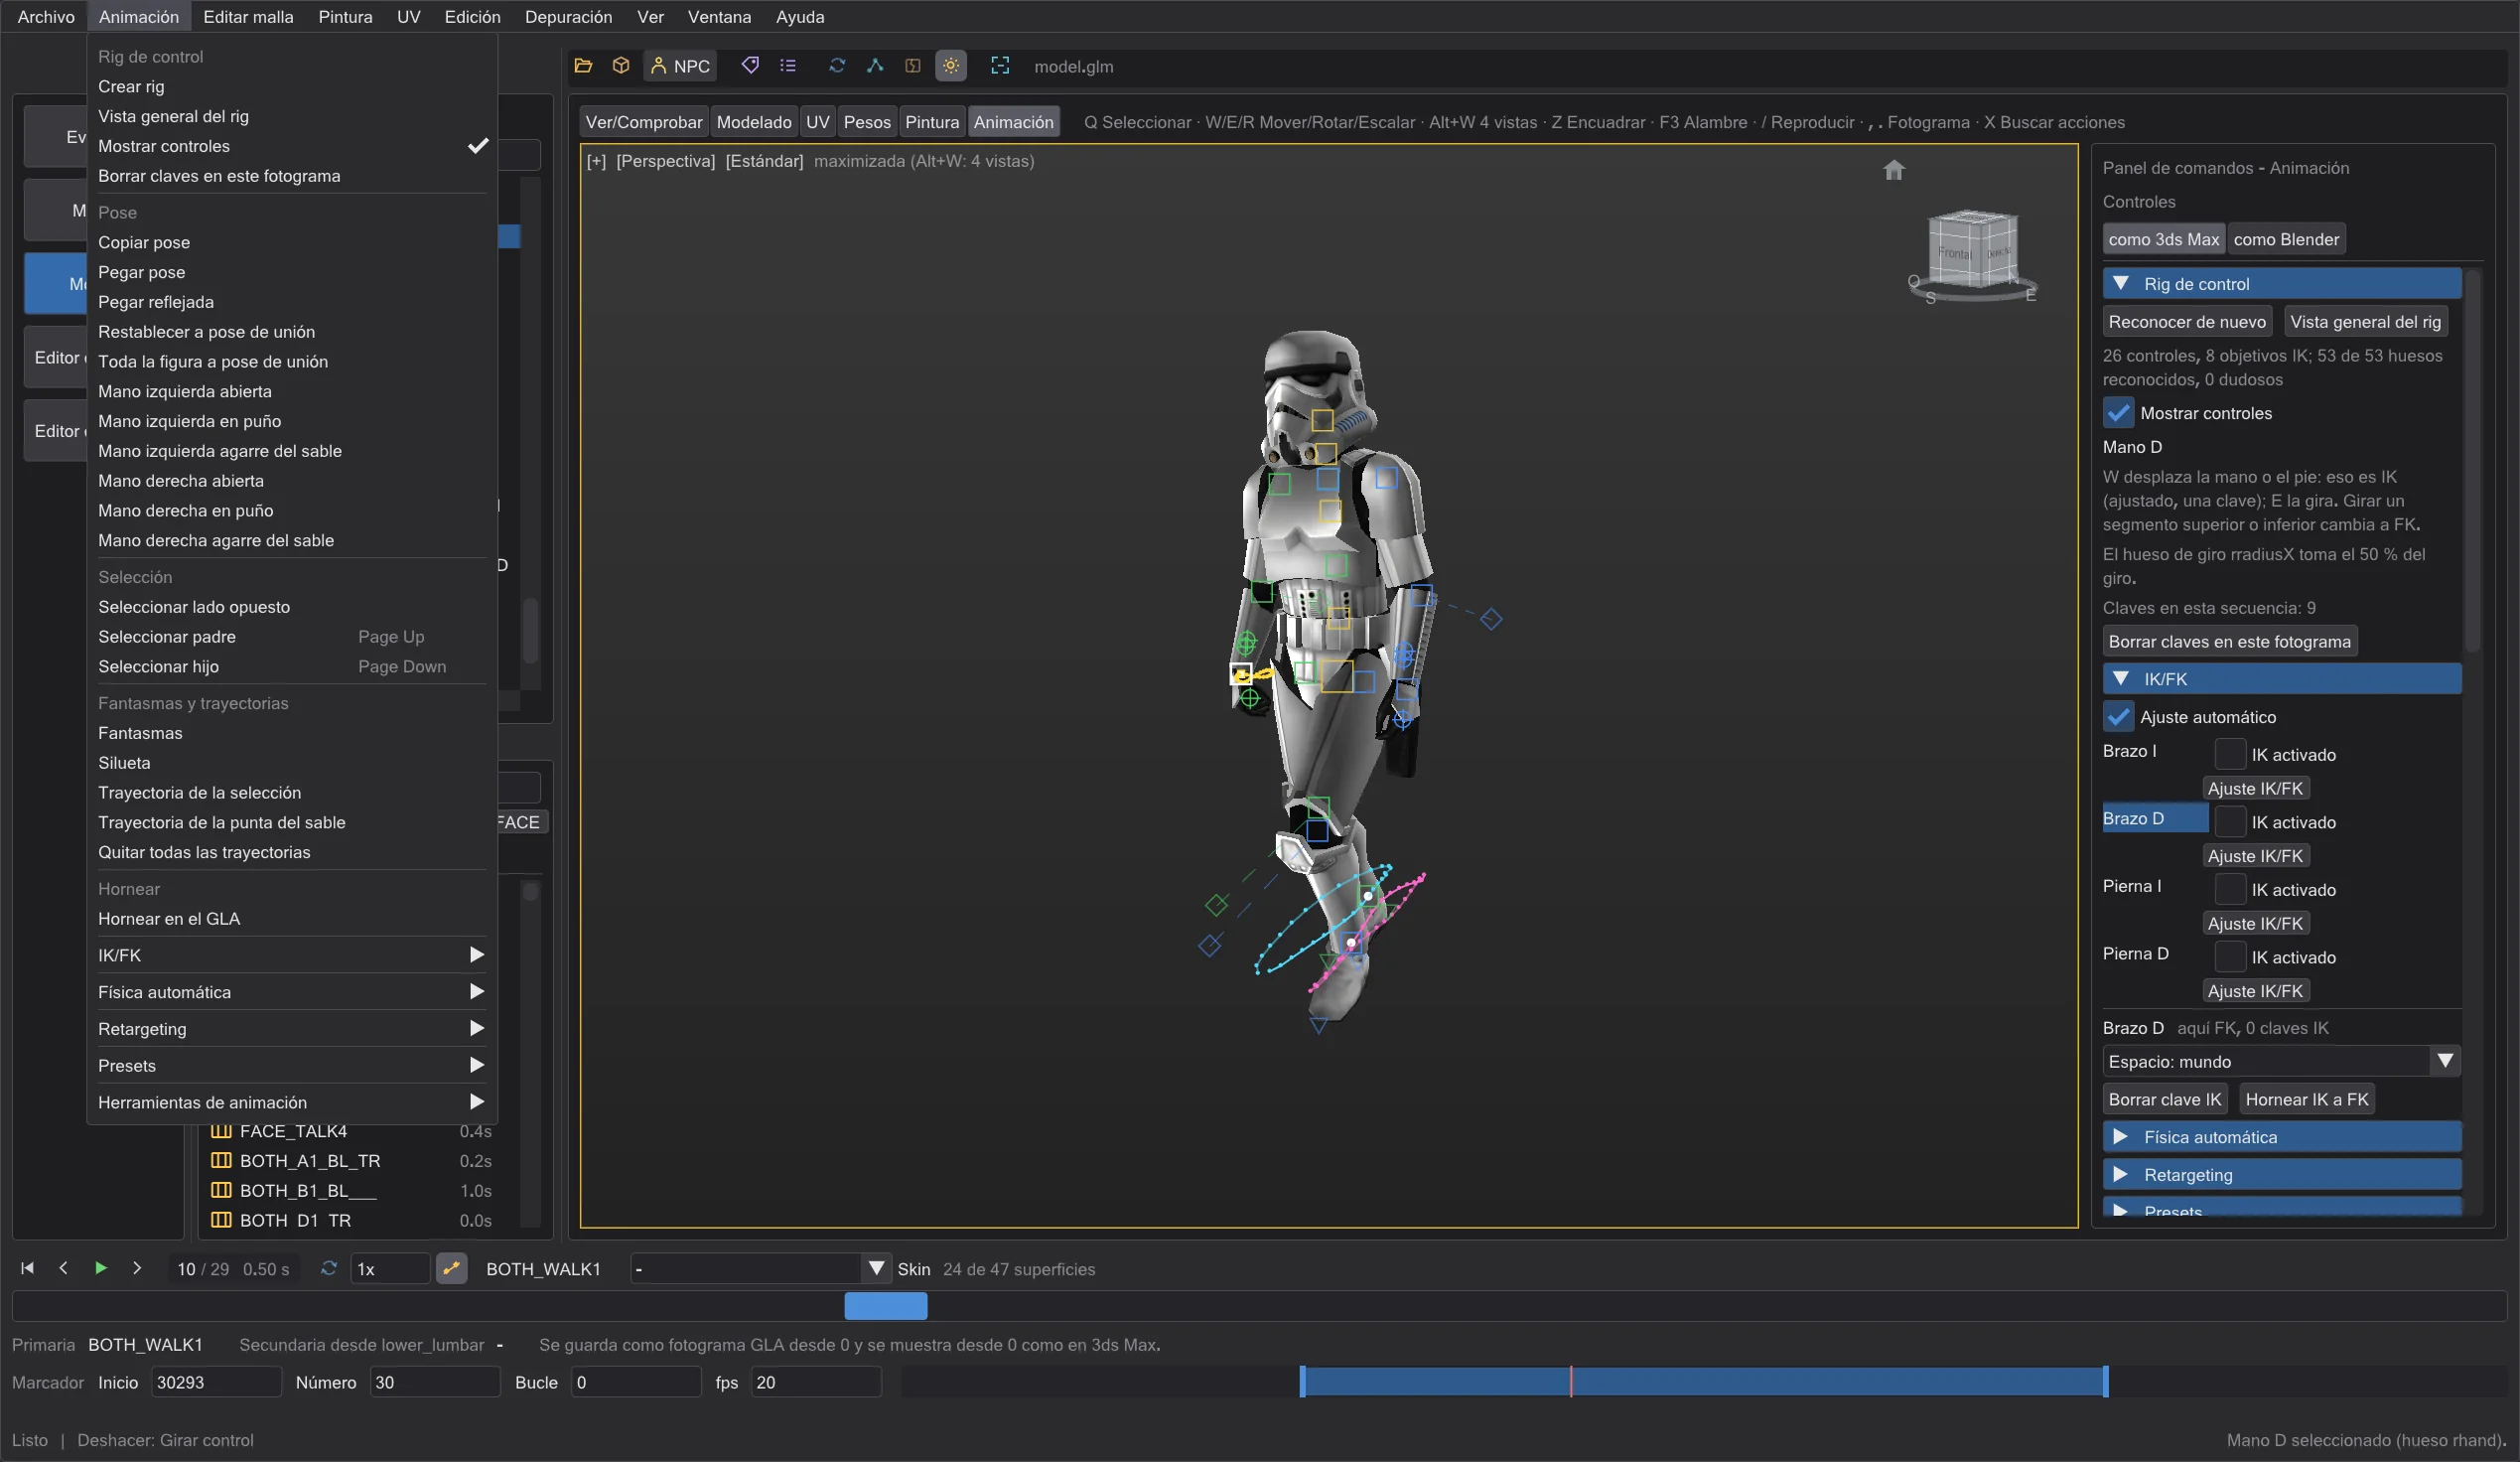 Archivo Animación Editar malla Pintura UV Edición Depuración Ver Ventana Ayuda
Rig de control
Crear rig
Vista general del rig
Mostrar controles
Borrar claves en este fotograma
Pose
Copiar pose
Pegar pose
Pegar reflejada
Restablecer a pose de unión
Toda la figura a pose de unión
Mano izquierda abierta
Mano izquierda en puño
Mano izquierda agarre del sable
Mano derecha abierta
Mano derecha en puño
Mano derecha agarre del sable
Selección
Seleccionar lado opuesto
Seleccionar padre Page Up
Seleccionar hijo Page Down
Fantasmas y trayectorias
Fantasmas
Silueta
Trayectoria de la selección
Trayectoria de la punta del sable
Quitar todas las trayectorias
Hornear
Hornear en el GLA
IK/FK
Física automática
Retargeting
Presets
Herramientas de animación
Editor
Editor
FACE
FACE_TALK4 0.4s
BOTH_A1_BL_TR 0.2s
BOTH_B1_BL___ 1.0s
BOTH_D1_TR 0.0s
NPC model.glm
Ver/Comprobar Modelado UV Pesos Pintura Animación Q Seleccionar · W/E/R Mover/Rotar/Escalar · Alt+W 4 vistas · Z Encuadrar · F3 Alambre · / Reproducir · , . Fotograma · X Buscar acciones
[+] [Perspectiva] [Estándar] maximizada (Alt+W: 4 vistas)
Frontal
O S N E
Panel de comandos - Animación
Controles
como 3ds Max como Blender
Rig de control
Reconocer de nuevo Vista general del rig
26 controles, 8 objetivos IK; 53 de 53 huesos
reconocidos, 0 dudosos
Mostrar controles
Mano D
W desplaza la mano o el pie: eso es IK
(ajustado, una clave); E la gira. Girar un
segmento superior o inferior cambia a FK.
El hueso de giro rradiusX toma el 50 % del
giro.
Claves en esta secuencia: 9
Borrar claves en este fotograma
IK/FK
Ajuste automático
Brazo I IK activado
Ajuste IK/FK
Brazo D IK activado
Ajuste IK/FK
Pierna I IK activado
Ajuste IK/FK
Pierna D IK activado
Ajuste IK/FK
Brazo D aquí FK, 0 claves IK
Espacio: mundo
Borrar clave IK Hornear IK a FK
Física automática
Retargeting
Presets
10 / 29 0.50 s 1x BOTH_WALK1 - Skin 24 de 47 superficies
Primaria BOTH_WALK1 Secundaria desde lower_lumbar - Se guarda como fotograma GLA desde 0 y se muestra desde 0 como en 3ds Max.
Marcador Inicio 30293 Número 30 Bucle 0 fps 20
Listo | Deshacer: Girar control
Mano D seleccionado (hueso rhand).